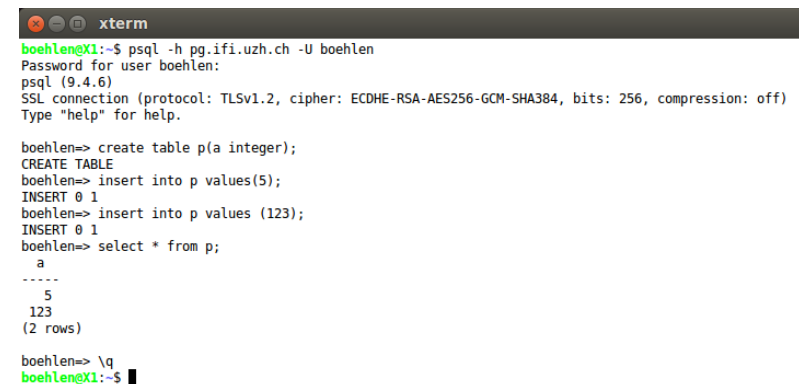 xterm
boehlen@X1:~$ psql -h pg.ifi.uzh.ch -U boehlen
Password for user boehlen:
psql (9.4.6)
SSL connection (protocol: TLSv1.2, cipher: ECDHE-RSA-AES256-GCM-SHA384, bits: 256, compression: off)
Type "help" for help.
boehlen=> create table p(a integer);
CREATE TABLE
boehlen=> insert into p values(5);
INSERT 0 1
boehlen=> insert into p values (123);
INSERT 0 1
boehlen=> select * from p;
a
-----
5
123
(2 rows)
boehlen=> \q
boehlen@X1:~$